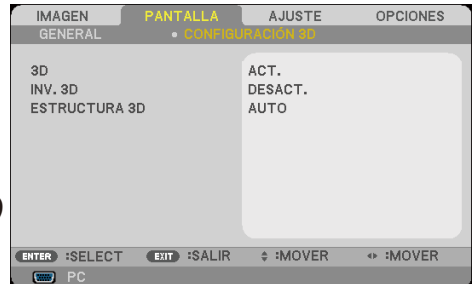 IMAGEN PANTALLA AJUSTE OPCIONES
GENERAL • CONFIGURACIÓN 3D
3D ACT.
INV. 3D DESACT.
ESTRUCTURA 3D AUTO
ENTER :SELECT EXIT :SALIR :MOVER :MOVER
PC